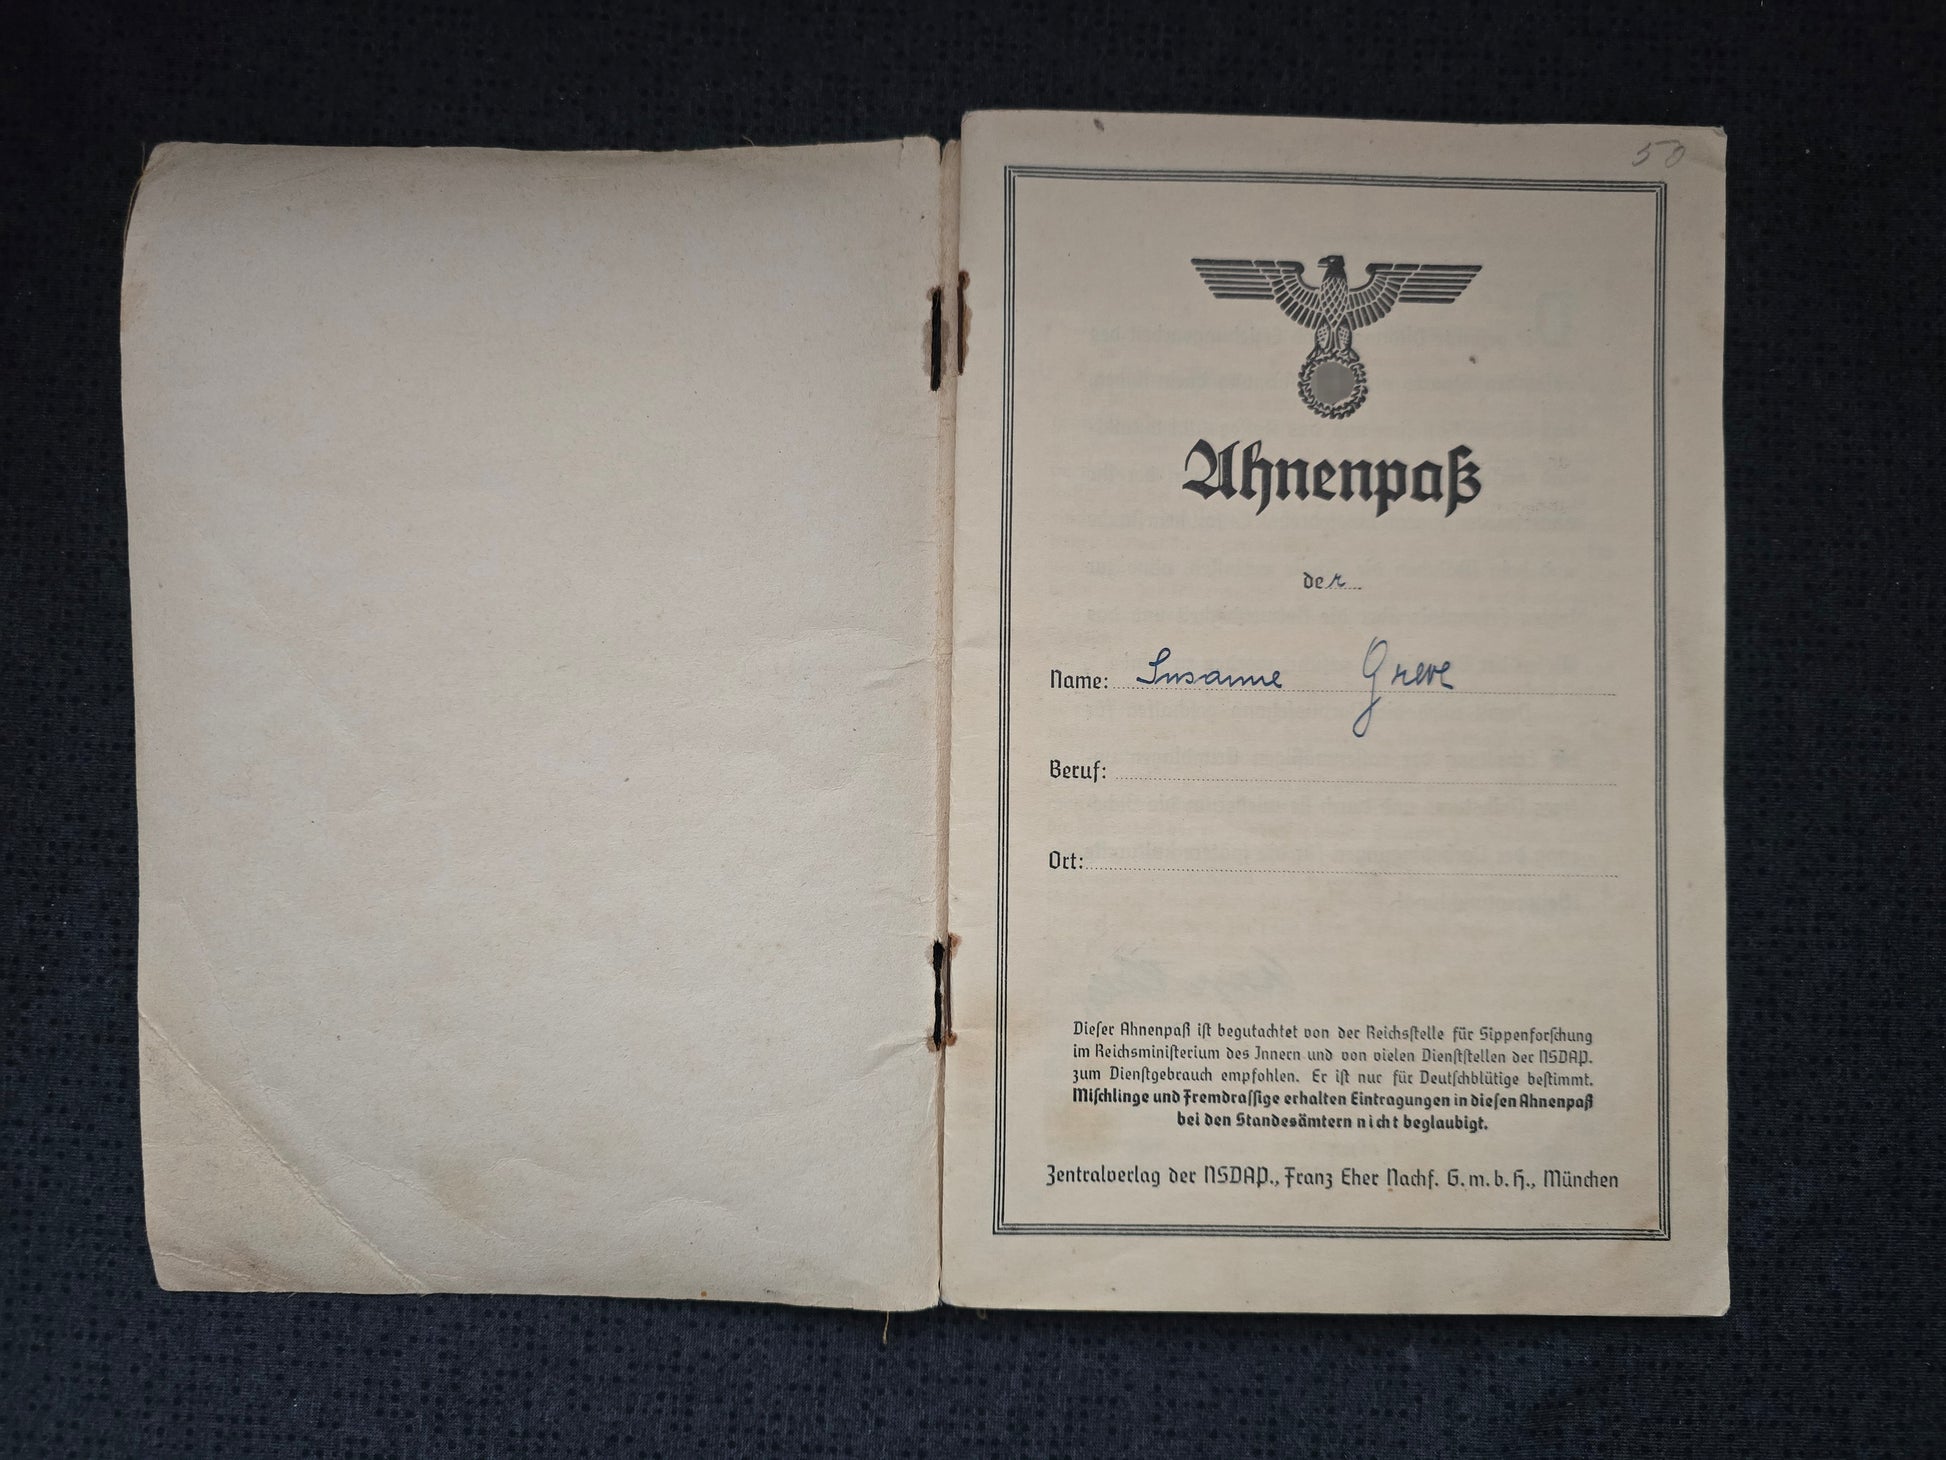 50
Ahnenpaß
der
Name: Susanne Greve
Beruf:
Ort:
Dieser Ahnenpaß ist begutachtet von der Reichsstelle für Sippenforschung
im Reichsministerium des Innern und von vielen Dienststellen der NSDAP.
zum Dienstgebrauch empfohlen. Er ist nur für Deutschblütige bestimmt.
Mischlinge und Fremdrassige erhalten Eintragungen in diesen Ahnenpaß
bei den Standesämtern nicht beglaubigt.
Zentralverlag der NSDAP., Franz Eher Nachf. G.m.b.H., München